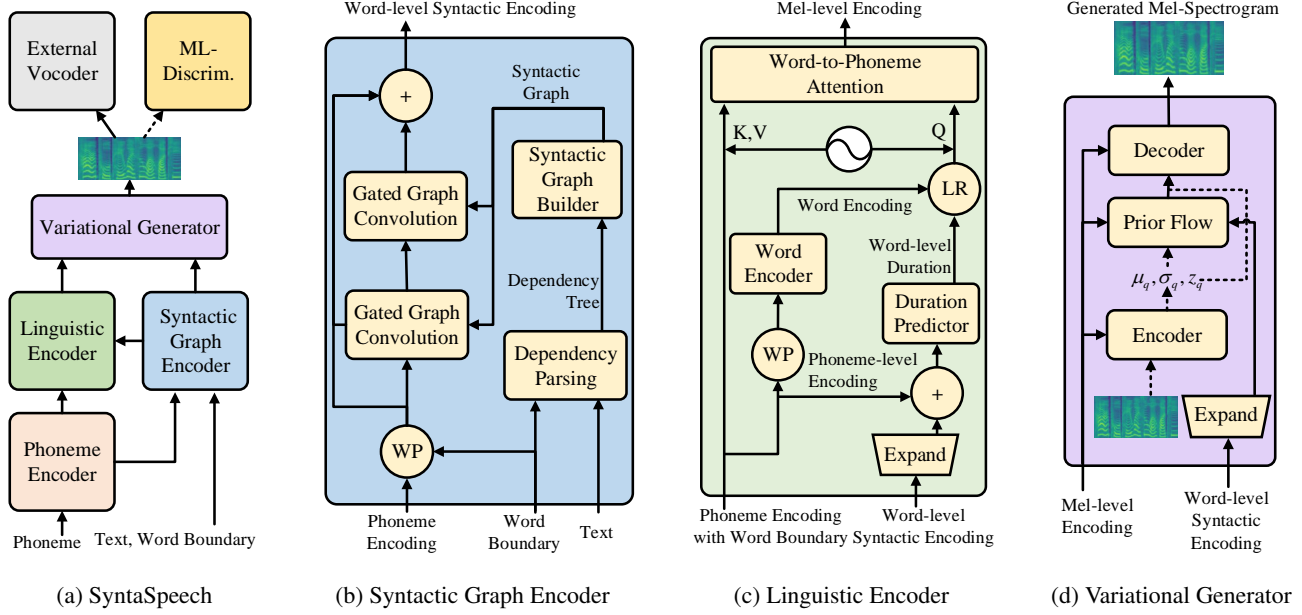 External
Vocoder
ML-
Discrim.
Variational Generator
Linguistic
Encoder
Syntactic
Graph
Encoder
Phoneme
Encoder
Phoneme
Text, Word Boundary
(a) SyntaSpeech
Word-level Syntactic Encoding
+
Syntactic
Graph
Gated Graph
Convolution
Syntactic
Graph
Builder
Dependency
Tree
Gated Graph
Convolution
Dependency
Parsing
WP
Phoneme
Encoding
Word
Boundary
Text
(b) Syntactic Graph Encoder
Mel-level Encoding
Word-to-Phoneme
Attention
K,V
Q
LR
Word Encoding
Word
Encoder
Word-level
Duration
Duration
Predictor
WP
Phoneme-level
Encoding
+
Expand
Phoneme Encoding
with Word Boundary
Word-level
Syntactic Encoding
(c) Linguistic Encoder
Generated Mel-Spectrogram
Decoder
Prior Flow
μq, σq, zq
Encoder
Expand
Mel-level
Encoding
Word-level
Syntactic
Encoding
(d) Variational Generator